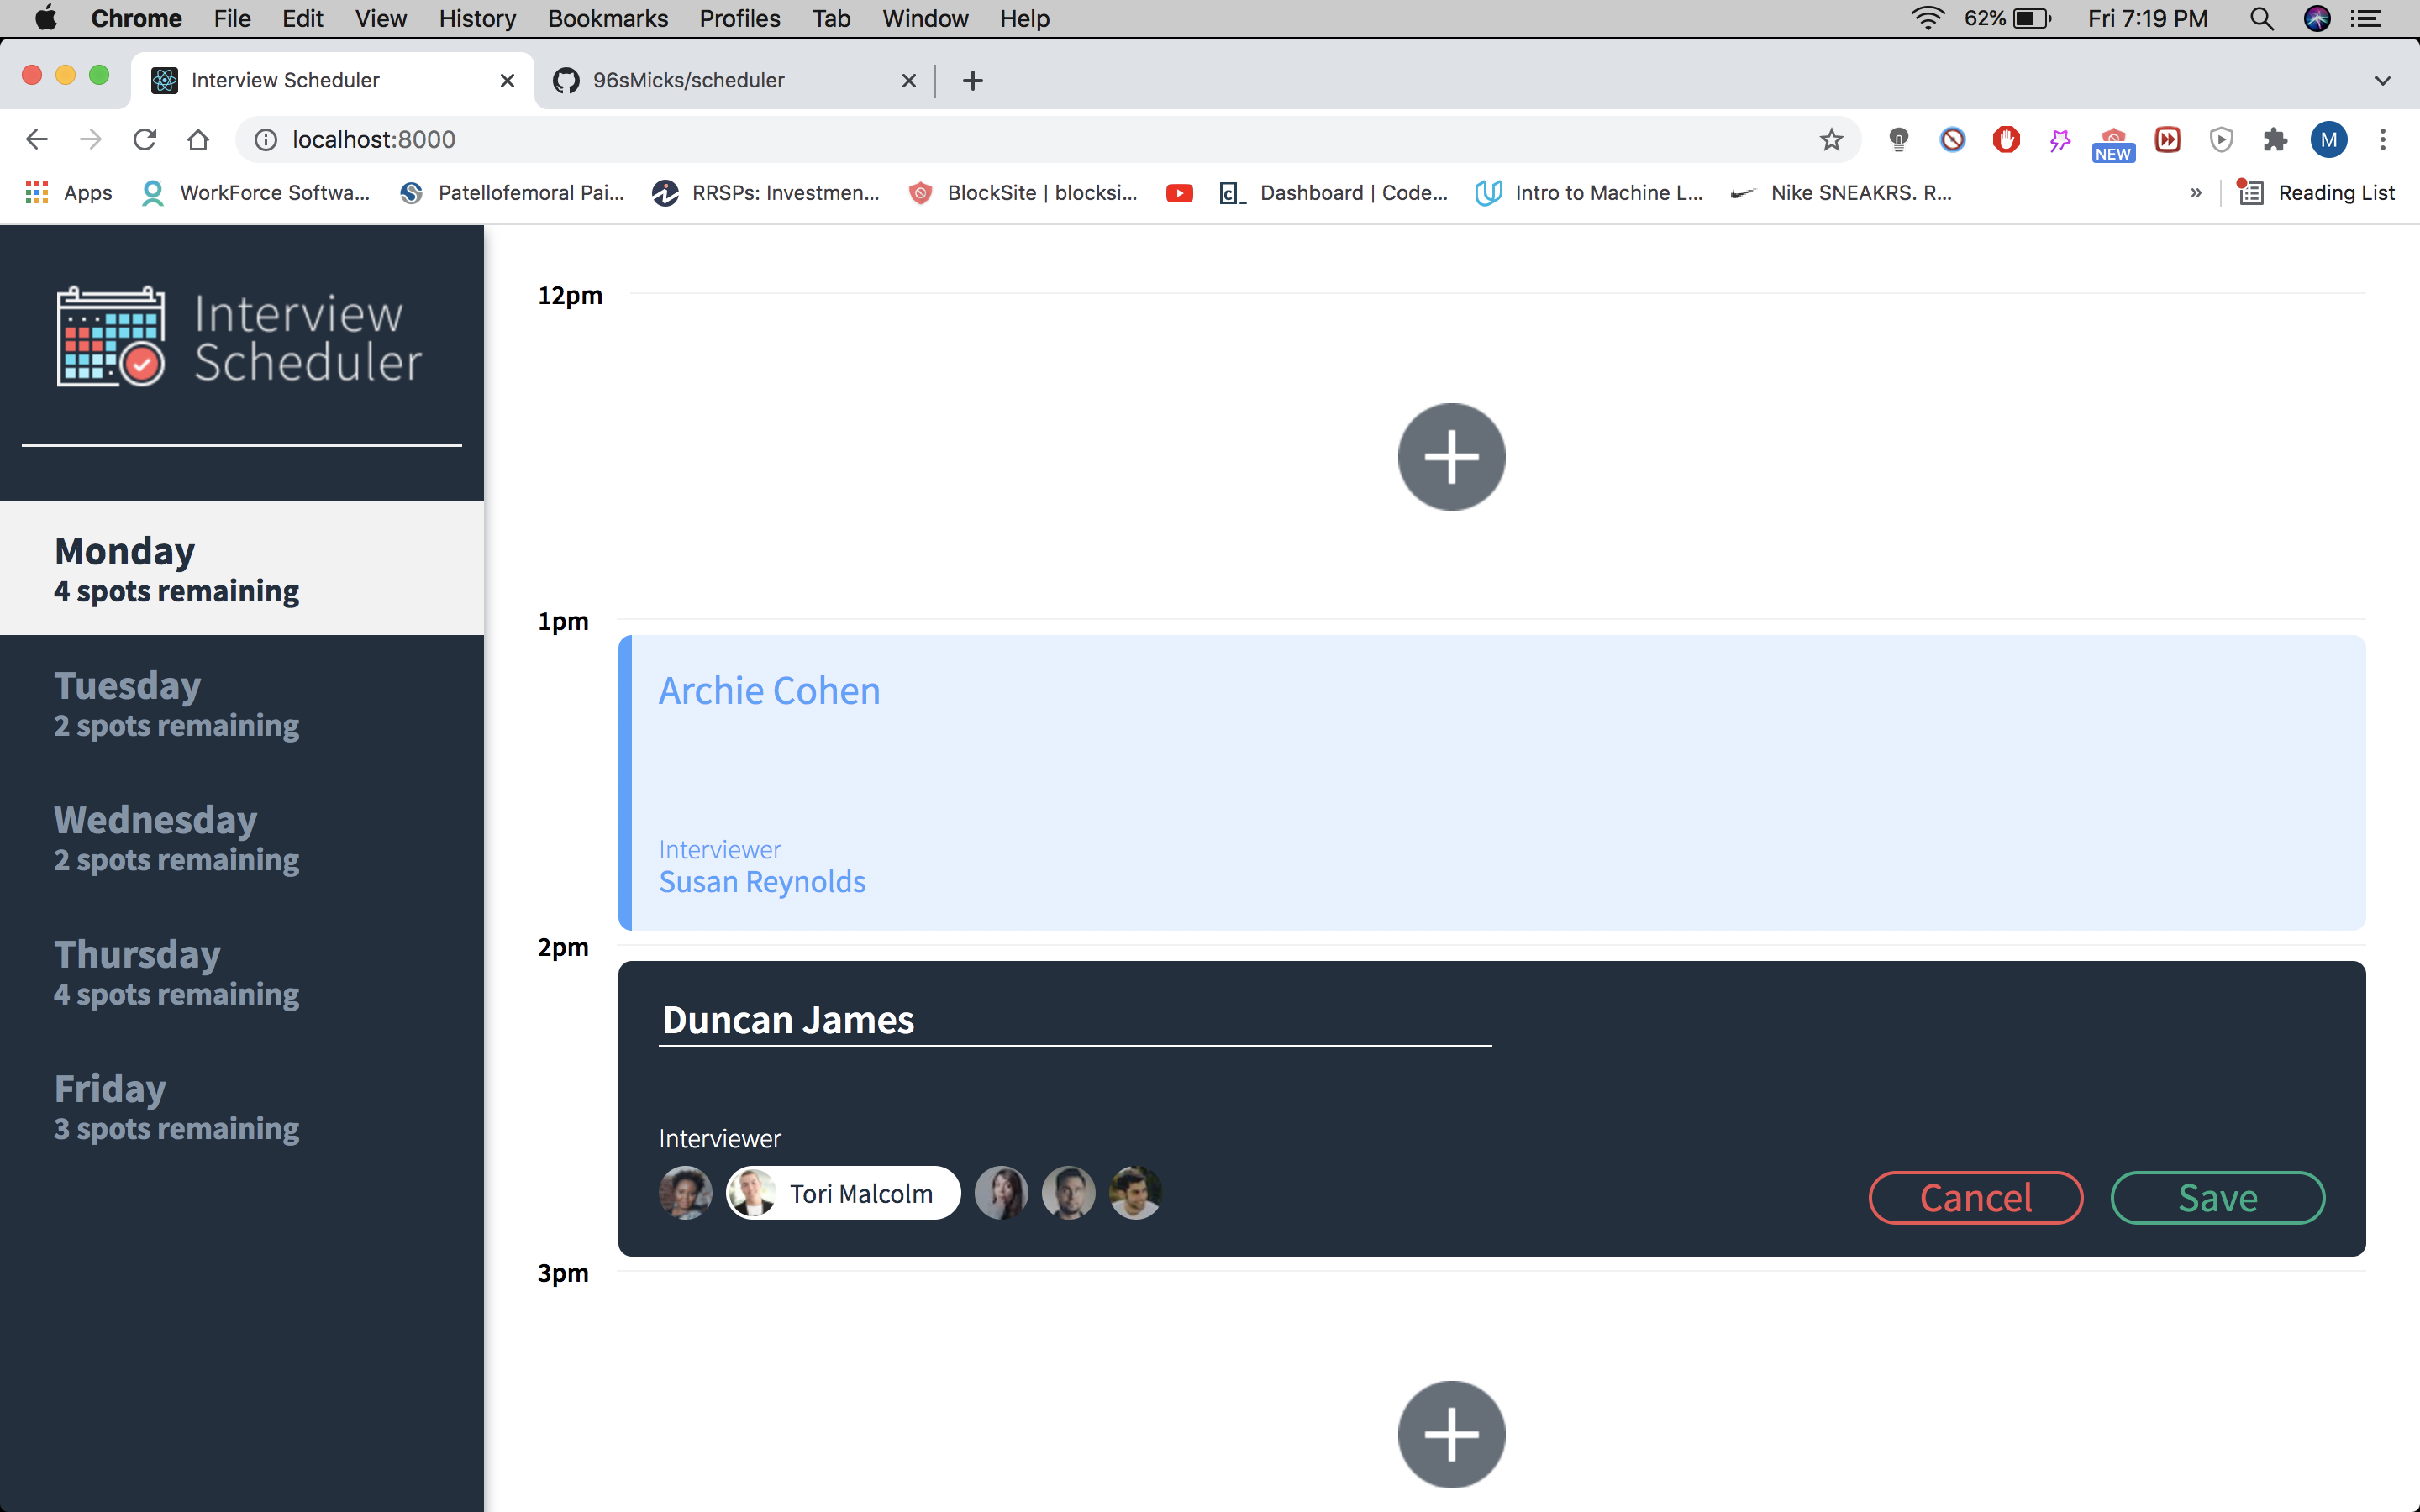 Chrome File Edit View History Bookmarks Profiles Tab Window Help 62% Fri 7:19 PM
Interview Scheduler 96sMicks/scheduler
localhost:8000 NEW M
Apps WorkForce Softwa... Patellofemoral Pai... RRSPs: Investmen... BlockSite | blocksi... Dashboard | Code... Intro to Machine L... Nike SNEAKRS. R... » Reading List
Interview
Scheduler
Monday
4 spots remaining
Tuesday
2 spots remaining
Wednesday
2 spots remaining
Thursday
4 spots remaining
Friday
3 spots remaining
12pm
1pm
Archie Cohen
Interviewer
Susan Reynolds
2pm
Duncan James
Interviewer
Tori Malcolm
Cancel Save
3pm